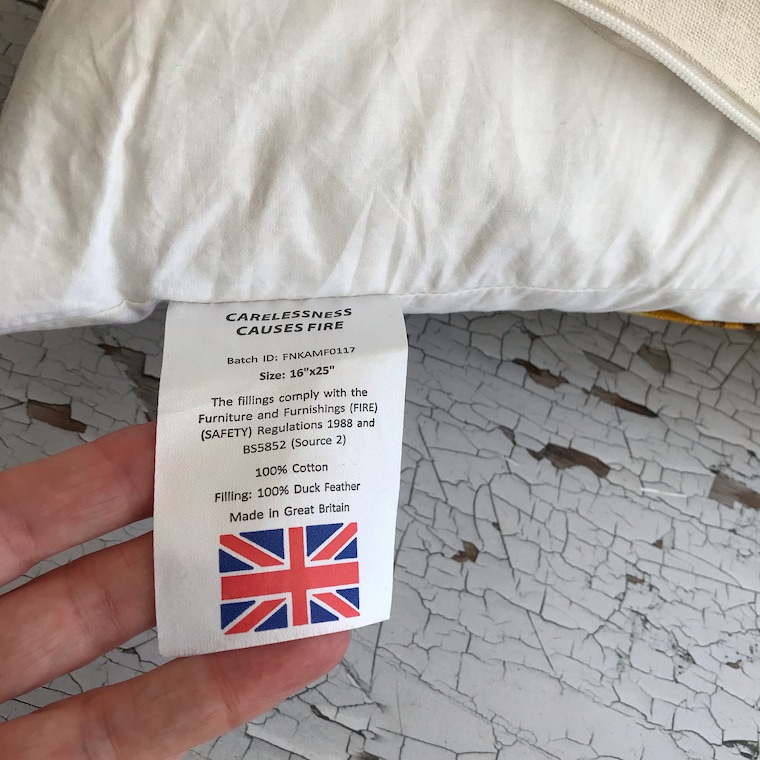 CARELESSNESS
CAUSES FIRE
Batch ID: FNKAMF0117
Size: 16"x25"
The fillings comply with the
Furniture and Furnishings (FIRE)
(SAFETY) Regulations 1988 and
BS5852 (Source 2)
100% Cotton
Filling: 100% Duck Feather
Made in Great Britain